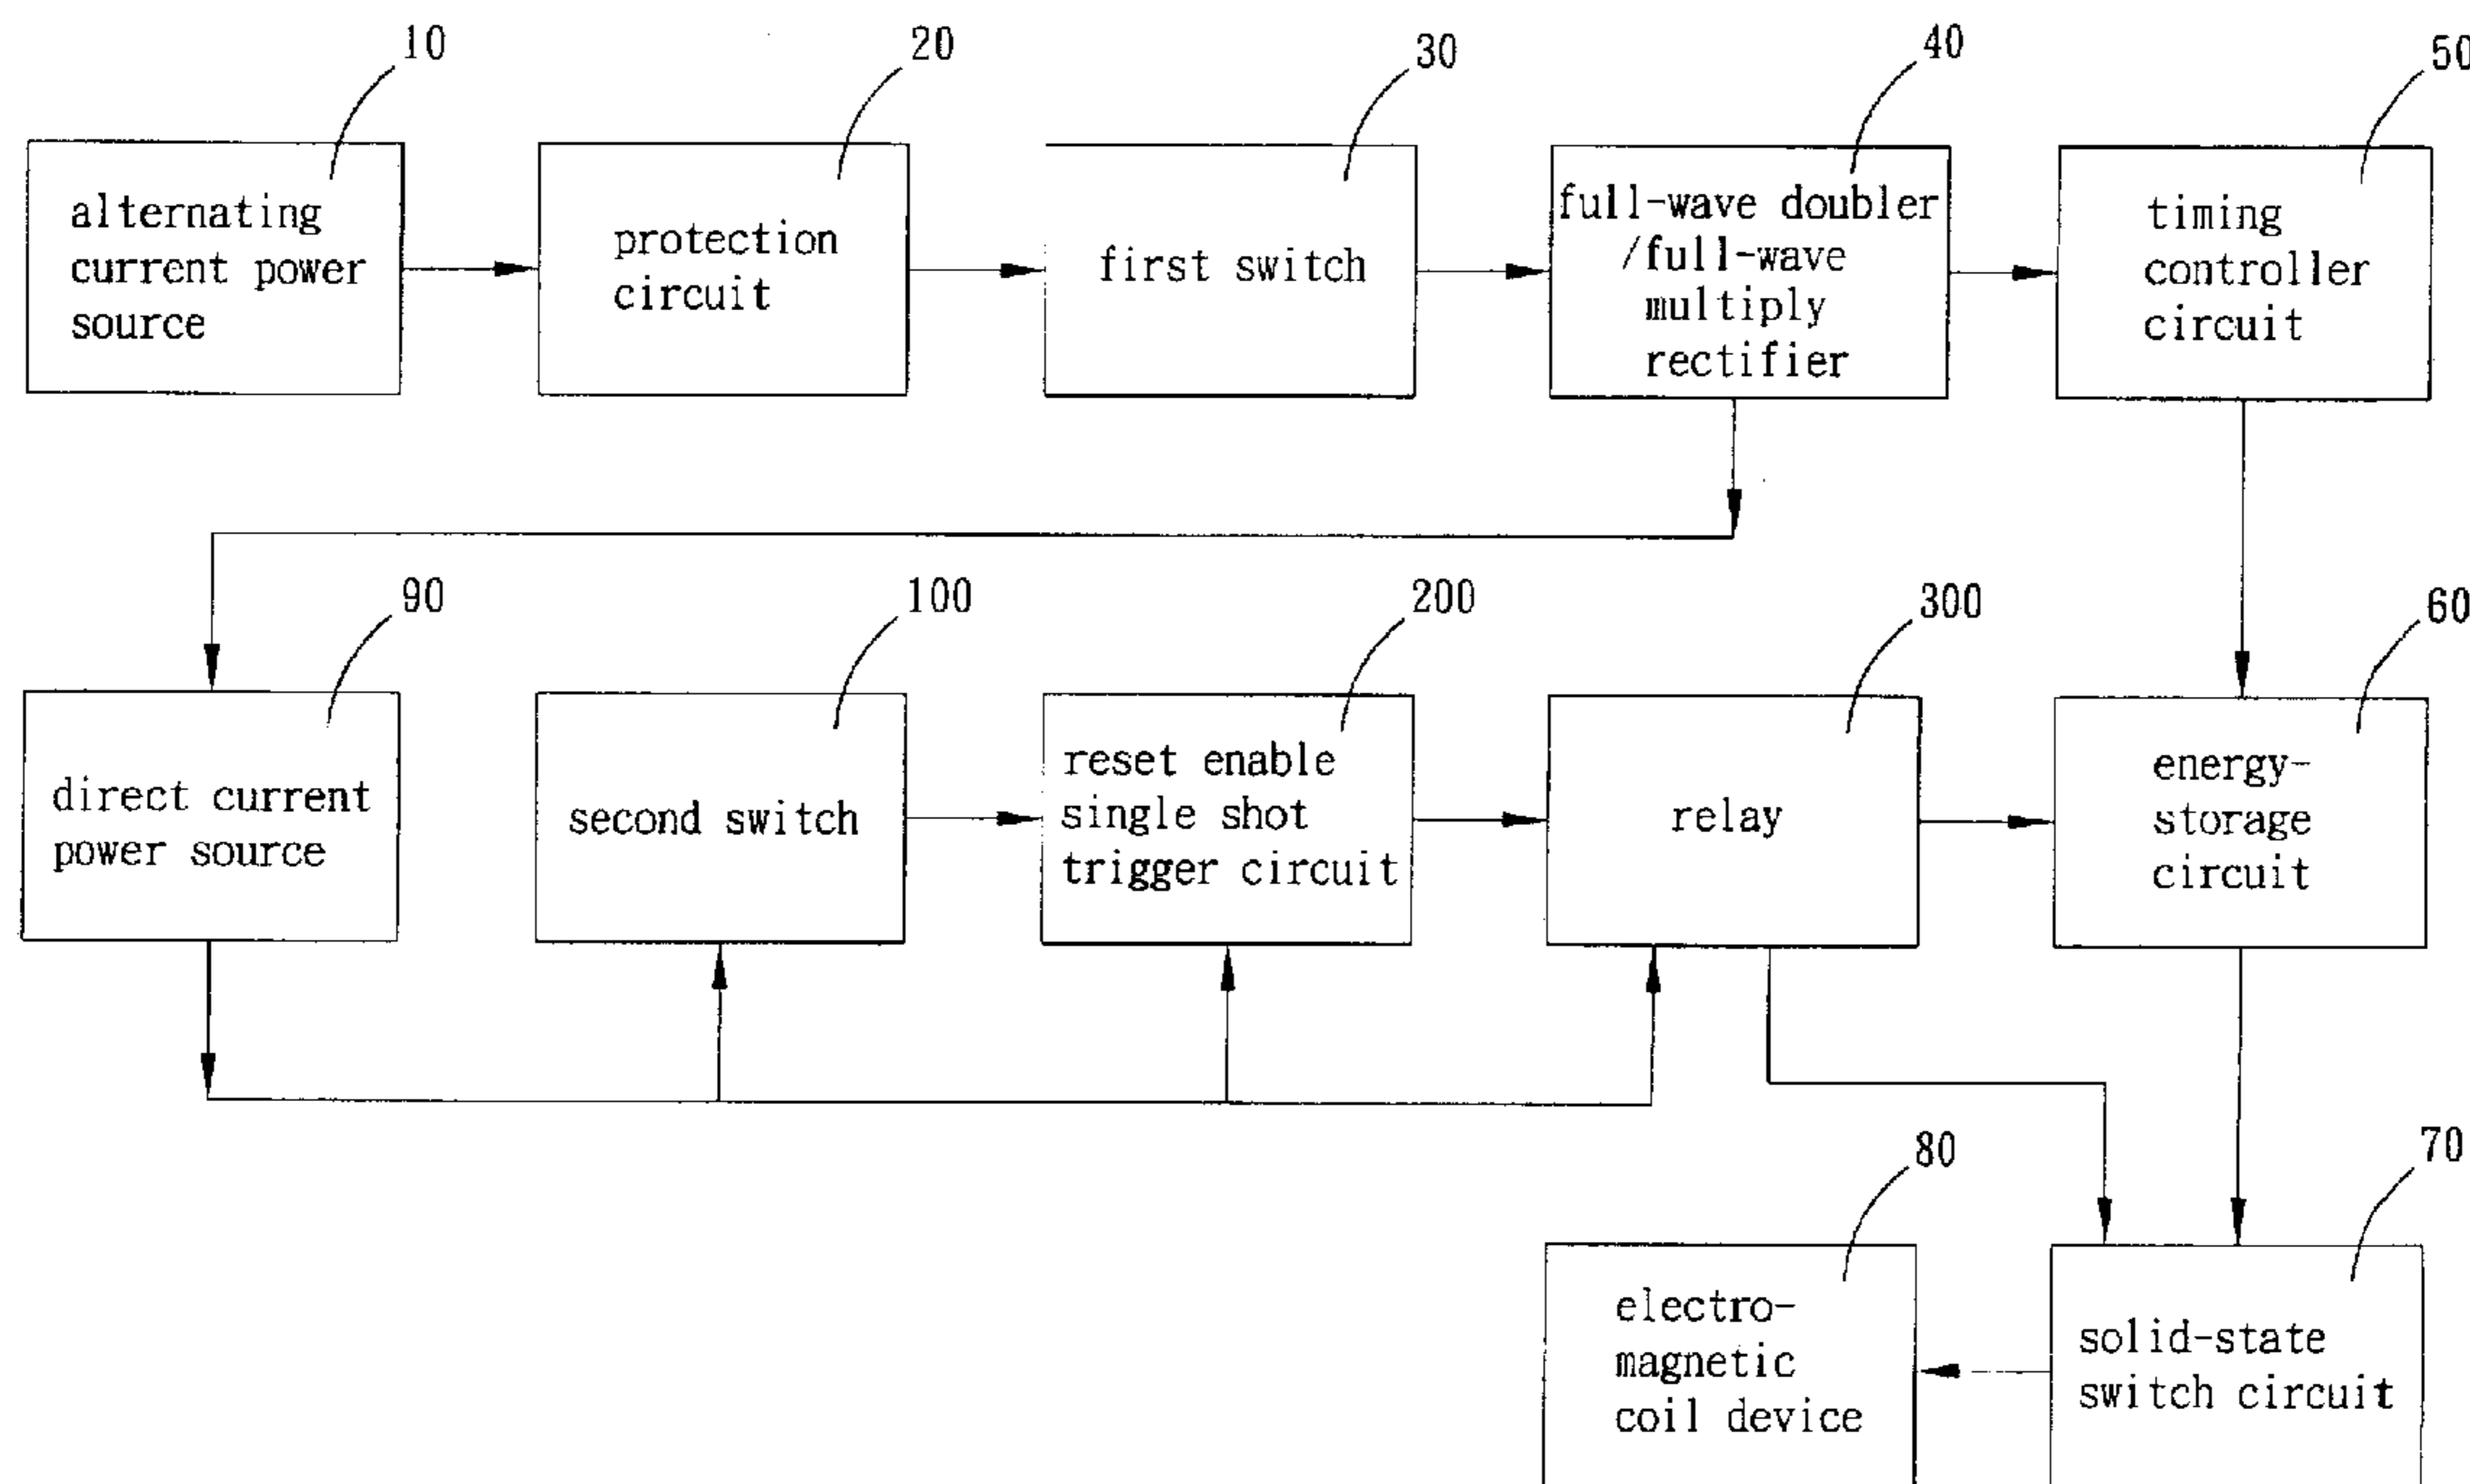 10
20
30
40
50
alternating
current power
source
protection
circuit
first switch
full-wave doubler
/full-wave
multiply
rectifier
timing
controller
circuit
90
100
200
300
60
direct current
power source
second switch
reset enable
single shot
trigger circuit
relay
energy-
storage
circuit
80
70
electro-
magnetic
coil device
solid-state
switch circuit